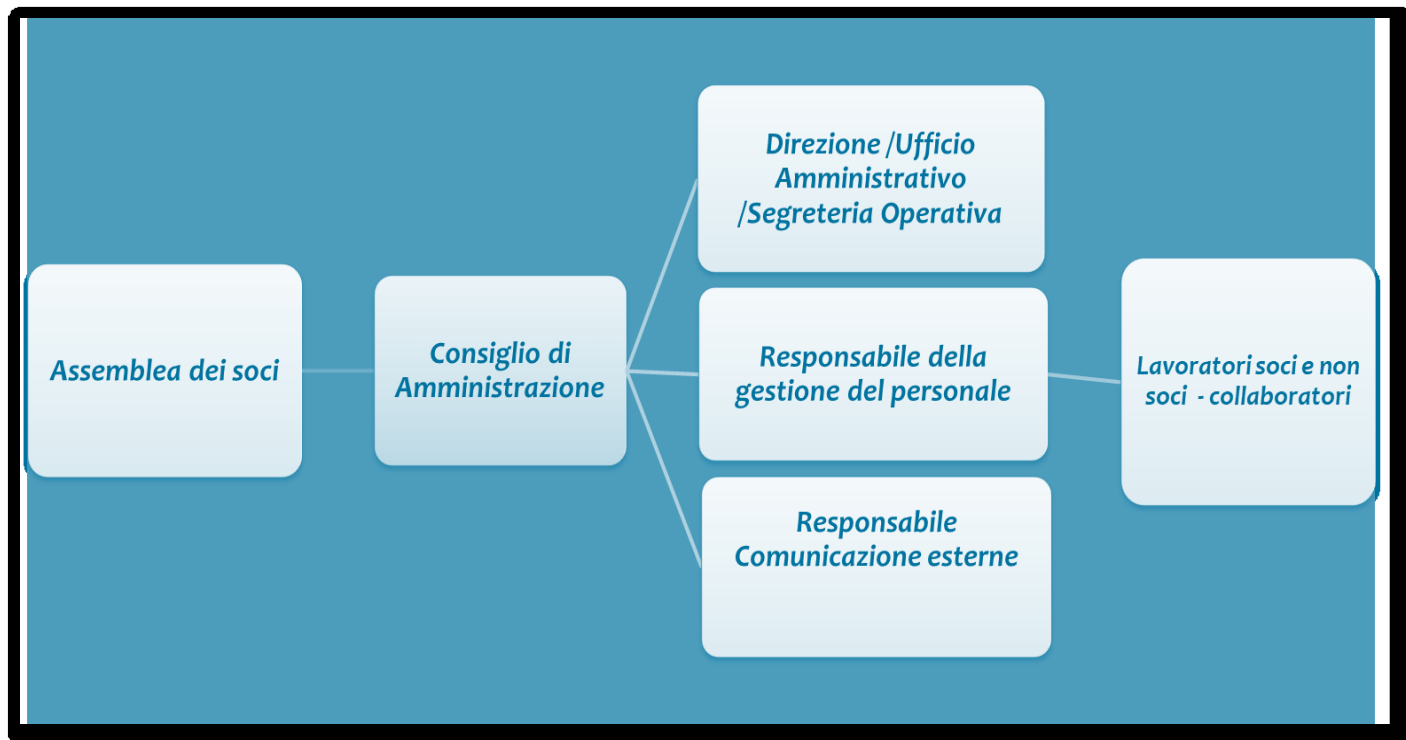 Assemblea dei soci
Consiglio di
Amministrazione
Direzione /Ufficio
Amministrativo
/Segreteria Operativa
Responsabile della
gestione del personale
Responsabile
Comunicazione esterne
Lavoratori soci e non
soci - collaboratori